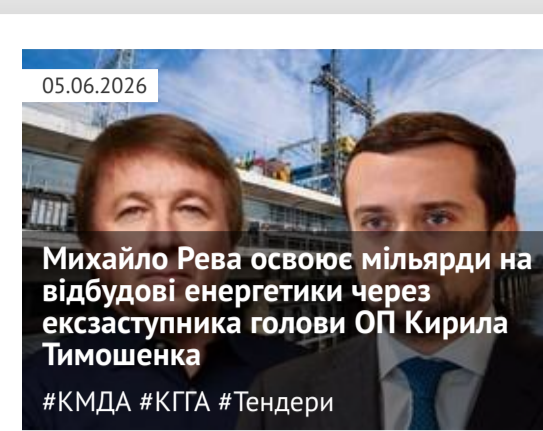 05.06.2026
Михайло Рева освоює мільярди на
відбудові енергетики через
ексзаступника голови ОП Кирила
Тимошенка
#КМДА #КГГА #Тендери